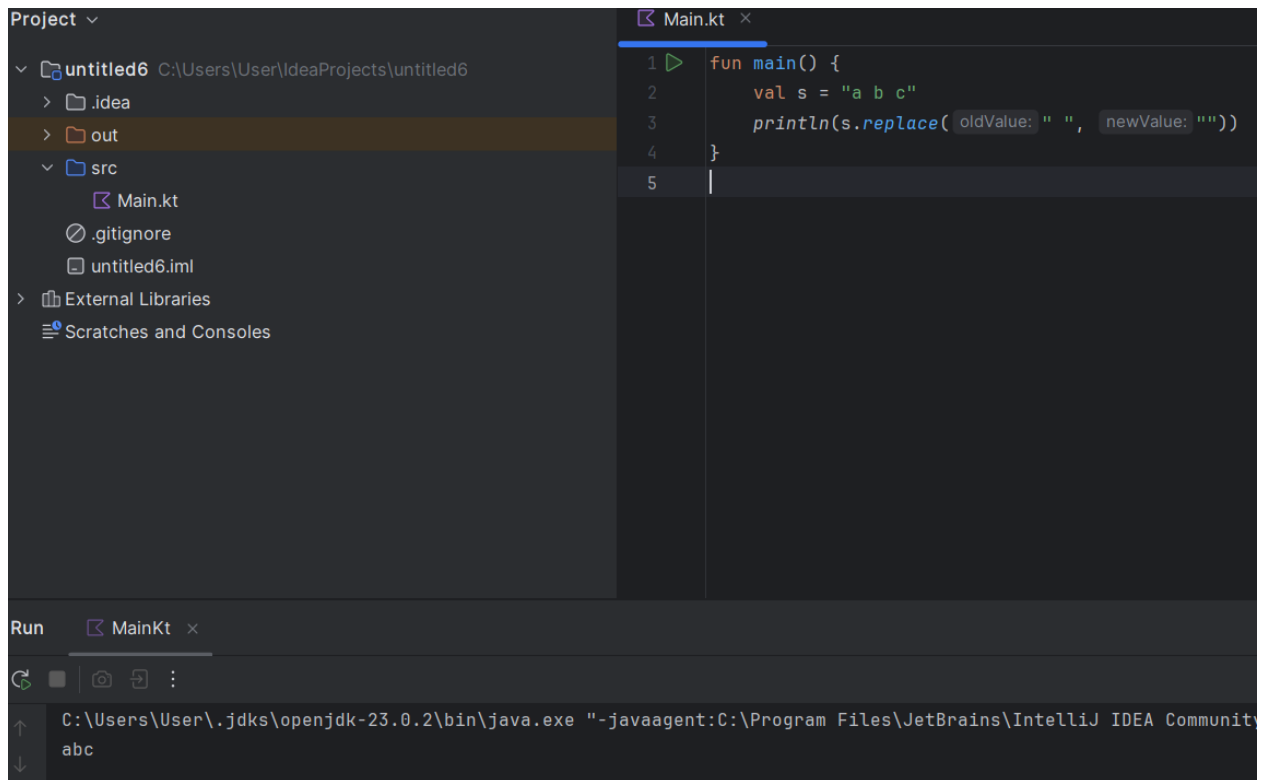 Project
untitled6 C:\Users\User\IdeaProjects\untitled6
.idea
out
src
Main.kt
.gitignore
untitled6.iml
External Libraries
Scratches and Consoles
Main.kt
1 fun main() {
2 val s = "a b c"
3 println(s.replace( oldValue: " ", newValue: ""))
4 }
5
Run MainKt
C:\Users\User\.jdks\openjdk-23.0.2\bin\java.exe "-javaagent:C:\Program Files\JetBrains\IntelliJ IDEA Community
abc